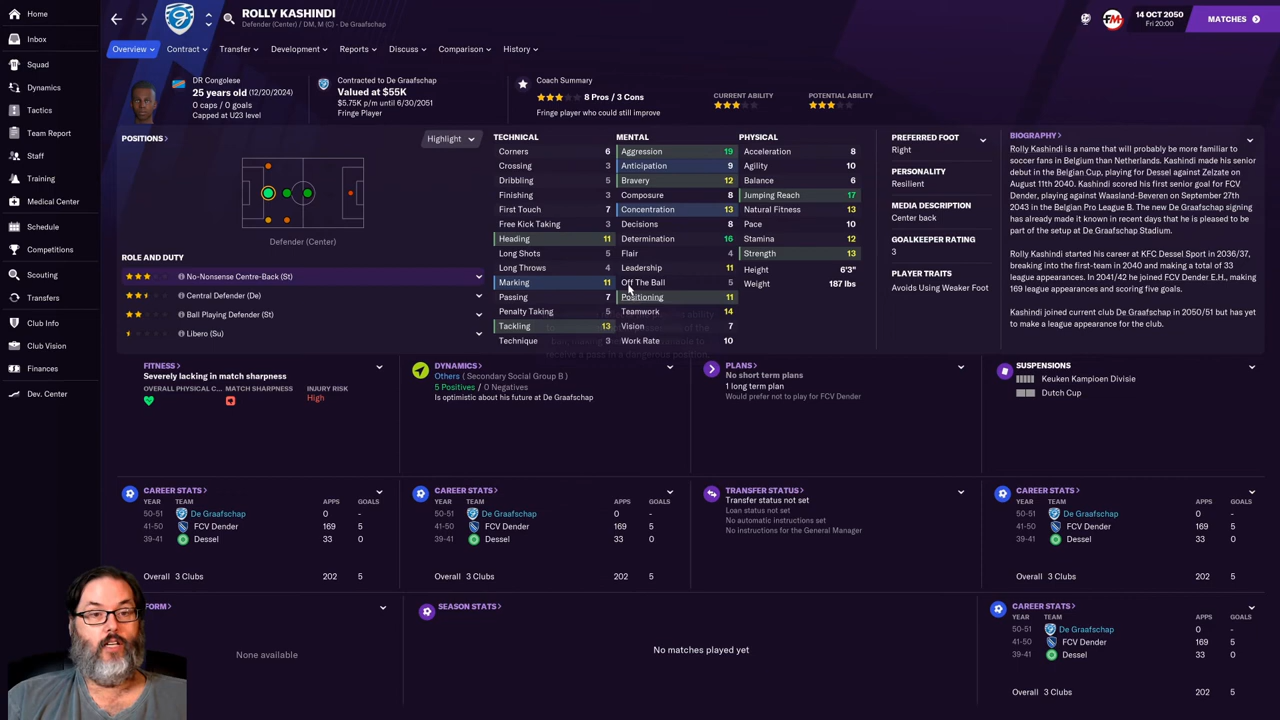 Home
Inbox
Squad
Dynamics
Tactics
Team Report
Staff
Training
Medical Center
Schedule
Competitions
Scouting
Transfers
Club Info
Club Vision
Finances
Dev. Center
ROLLY KASHINDI
Defender (Center) / DM, M (C) - De Graafschap
FM
14 OCT 2050
Fri 20:00
MATCHES
Overview
Contract
Transfer
Development
Reports
Discuss
Comparison
History
DR Congolese
25 years old (12/20/2024)
0 caps / 0 goals
Capped at U23 level
Contracted to De Graafschap
Valued at $55K
$5.75K p/m until 6/30/2051
Fringe Player
Coach Summary
8 Pros / 3 Cons
Fringe player who could still improve
CURRENT ABILITY
POTENTIAL ABILITY
POSITIONS
Highlight
Defender (Center)
ROLE AND DUTY
No-Nonsense Centre-Back (St)
Central Defender (De)
Ball Playing Defender (St)
Libero (Su)
TECHNICAL
Corners 6
Crossing 3
Dribbling 5
Finishing 3
First Touch 7
Free Kick Taking 3
Heading 11
Long Shots 5
Long Throws 4
Marking 11
Passing 7
Penalty Taking 5
Tackling 13
Technique 3
MENTAL
Aggression 19
Anticipation 9
Bravery 12
Composure 8
Concentration 13
Decisions 8
Determination 16
Flair 4
Leadership 11
Off The Ball 5
Positioning 11
Teamwork 14
Vision 7
Work Rate 10
PHYSICAL
Acceleration 8
Agility 10
Balance 6
Jumping Reach 17
Natural Fitness 13
Pace 10
Stamina 12
Strength 13
Height 6'3"
Weight 187 lbs
PREFERRED FOOT
Right
PERSONALITY
Resilient
MEDIA DESCRIPTION
Center back
GOALKEEPER RATING
3
PLAYER TRAITS
Avoids Using Weaker Foot
BIOGRAPHY
Rolly Kashindi is a name that will probably be more familiar to
soccer fans in Belgium than Netherlands. Kashindi made his senior
debut in the Belgian Cup, playing for Dessel against Zelzate on
August 11th 2040. Kashindi scored his first senior goal for FCV
Dender, playing against Waasland-Beveren on September 27th
2043 in the Belgian Pro League B. The new De Graafschap signing
has already made it known in recent days that he is pleased to be
part of the setup at De Graafschap Stadium.
Rolly Kashindi started his career at KFC Dessel Sport in 2036/37,
breaking into the first-team in 2040 and making a total of 33
league appearances. In 2041/42 he joined FCV Dender E.H., making
169 league appearances and scoring five goals.
Kashindi joined current club De Graafschap in 2050/51 but has yet
to make a league appearance for the club.
FITNESS
Severely lacking in match sharpness
OVERALL PHYSICAL C...
MATCH SHARPNESS
INJURY RISK
High
DYNAMICS
Others ( Secondary Social Group B )
5 Positives / 0 Negatives
Is optimistic about his future at De Graafschap
PLANS
No short term plans
1 long term plan
Would prefer not to play for FCV Dender
SUSPENSIONS
Keuken Kampioen Divisie
Dutch Cup
CAREER STATS
YEAR TEAM APPS GOALS
50-51 De Graafschap 0 -
41-50 FCV Dender 169 5
39-41 Dessel 33 0
Overall 3 Clubs 202 5
CAREER STATS
YEAR TEAM APPS GOALS
50-51 De Graafschap 0 -
41-50 FCV Dender 169 5
39-41 Dessel 33 0
Overall 3 Clubs 202 5
TRANSFER STATUS
Transfer status not set
Loan status not set
No automatic instructions set
No instructions for the General Manager
CAREER STATS
YEAR TEAM APPS GOALS
50-51 De Graafschap 0 -
41-50 FCV Dender 169 5
39-41 Dessel 33 0
Overall 3 Clubs 202 5
FORM
None available
SEASON STATS
No matches played yet
CAREER STATS
YEAR TEAM APPS GOALS
50-51 De Graafschap 0 -
41-50 FCV Dender 169 5
39-41 Dessel 33 0
Overall 3 Clubs 202 5